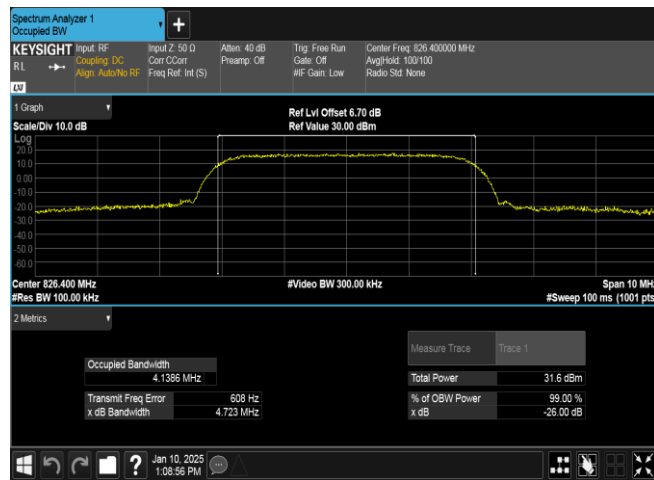 Spectrum Analyzer 1
Occupied BW
KEYSIGHT Input: RF Input Z: 50 Ω Atten: 40 dB Trig: Free Run Center Freq: 826.400000 MHz
RL Coupling: DC Corr CCorr Preamp: Off Gate: Off Avg|Hold: 100/100
Align: Auto/No RF Freq Ref: Int (S) #IF Gain: Low Radio Std: None
LXI
1 Graph
Ref Lvl Offset 6.70 dB
Scale/Div 10.0 dB Ref Value 30.00 dBm
Log
20.0
10.0
0.00
-10.0
-20.0
-30.0
-40.0
-50.0
-60.0
Center 826.400 MHz #Video BW 300.00 kHz Span 10 MHz
#Res BW 100.00 kHz #Sweep 100 ms (1001 pts
2 Metrics
Measure Trace Trace 1
Occupied Bandwidth
4.1386 MHz Total Power 31.6 dBm
Transmit Freq Error 608 Hz % of OBW Power 99.00 %
x dB Bandwidth 4.723 MHz x dB -26.00 dB
Jan 10, 2025
1:08:56 PM